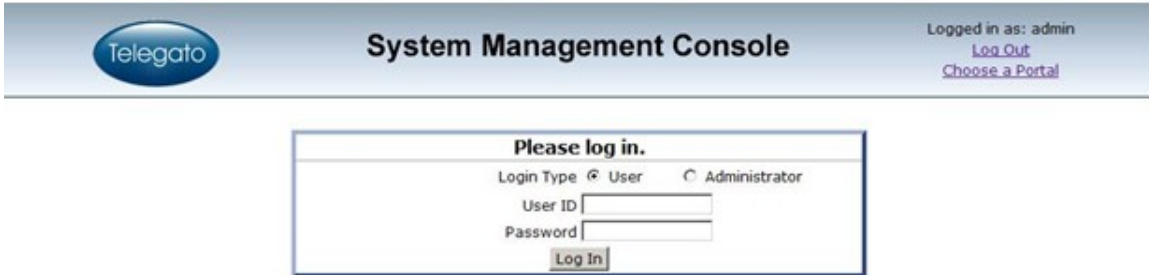 Telegato
System Management Console
Logged in as: admin
Log Out
Choose a Portal
Please log in.
Login Type User Administrator
User ID
Password
Log In